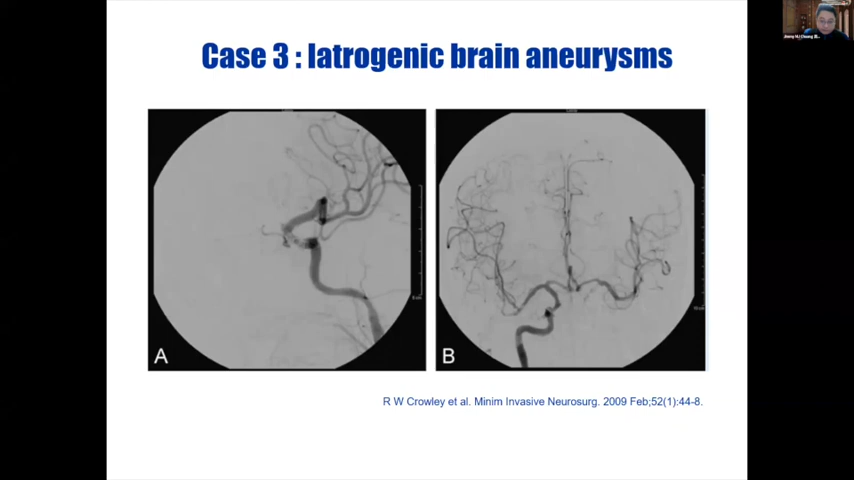 Case 3 : Iatrogenic brain aneurysms
A
B
R W Crowley et al. Minim Invasive Neurosurg. 2009 Feb;52(1):44-8.